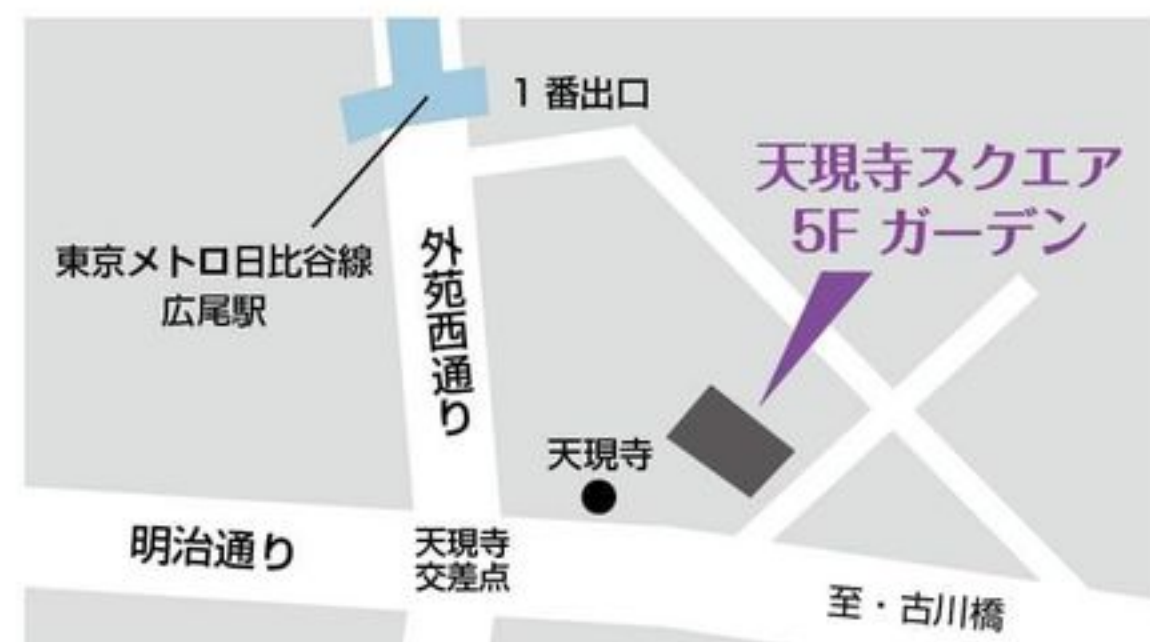 1番出口
天現寺スクエア
5F ガーデン
東京メトロ日比谷線
広尾駅
外苑西通り
天現寺
明治通り
天現寺
交差点
至・古川橋